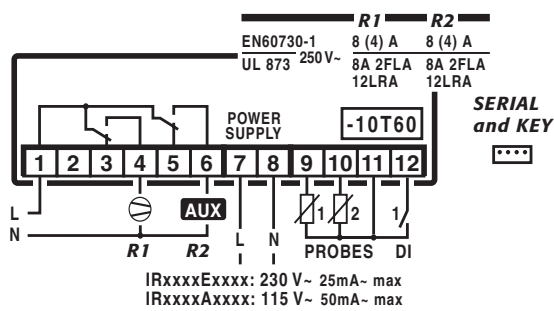 R1 R2
EN60730-1 8 (4) A 8 (4) A
UL 873 250 V~ 8A 2FLA 8A 2FLA
12LRA 12LRA
SERIAL
and KEY
POWER
SUPPLY
-10T60
1 2 3 4 5 6 7 8 9 10 11 12
L
N
AUX
1 2 1
R1 R2 L N PROBES DI
IRxxxxExxxx: 230 V~ 25mA~ max
IRxxxxAxxxx: 115 V~ 50mA~ max